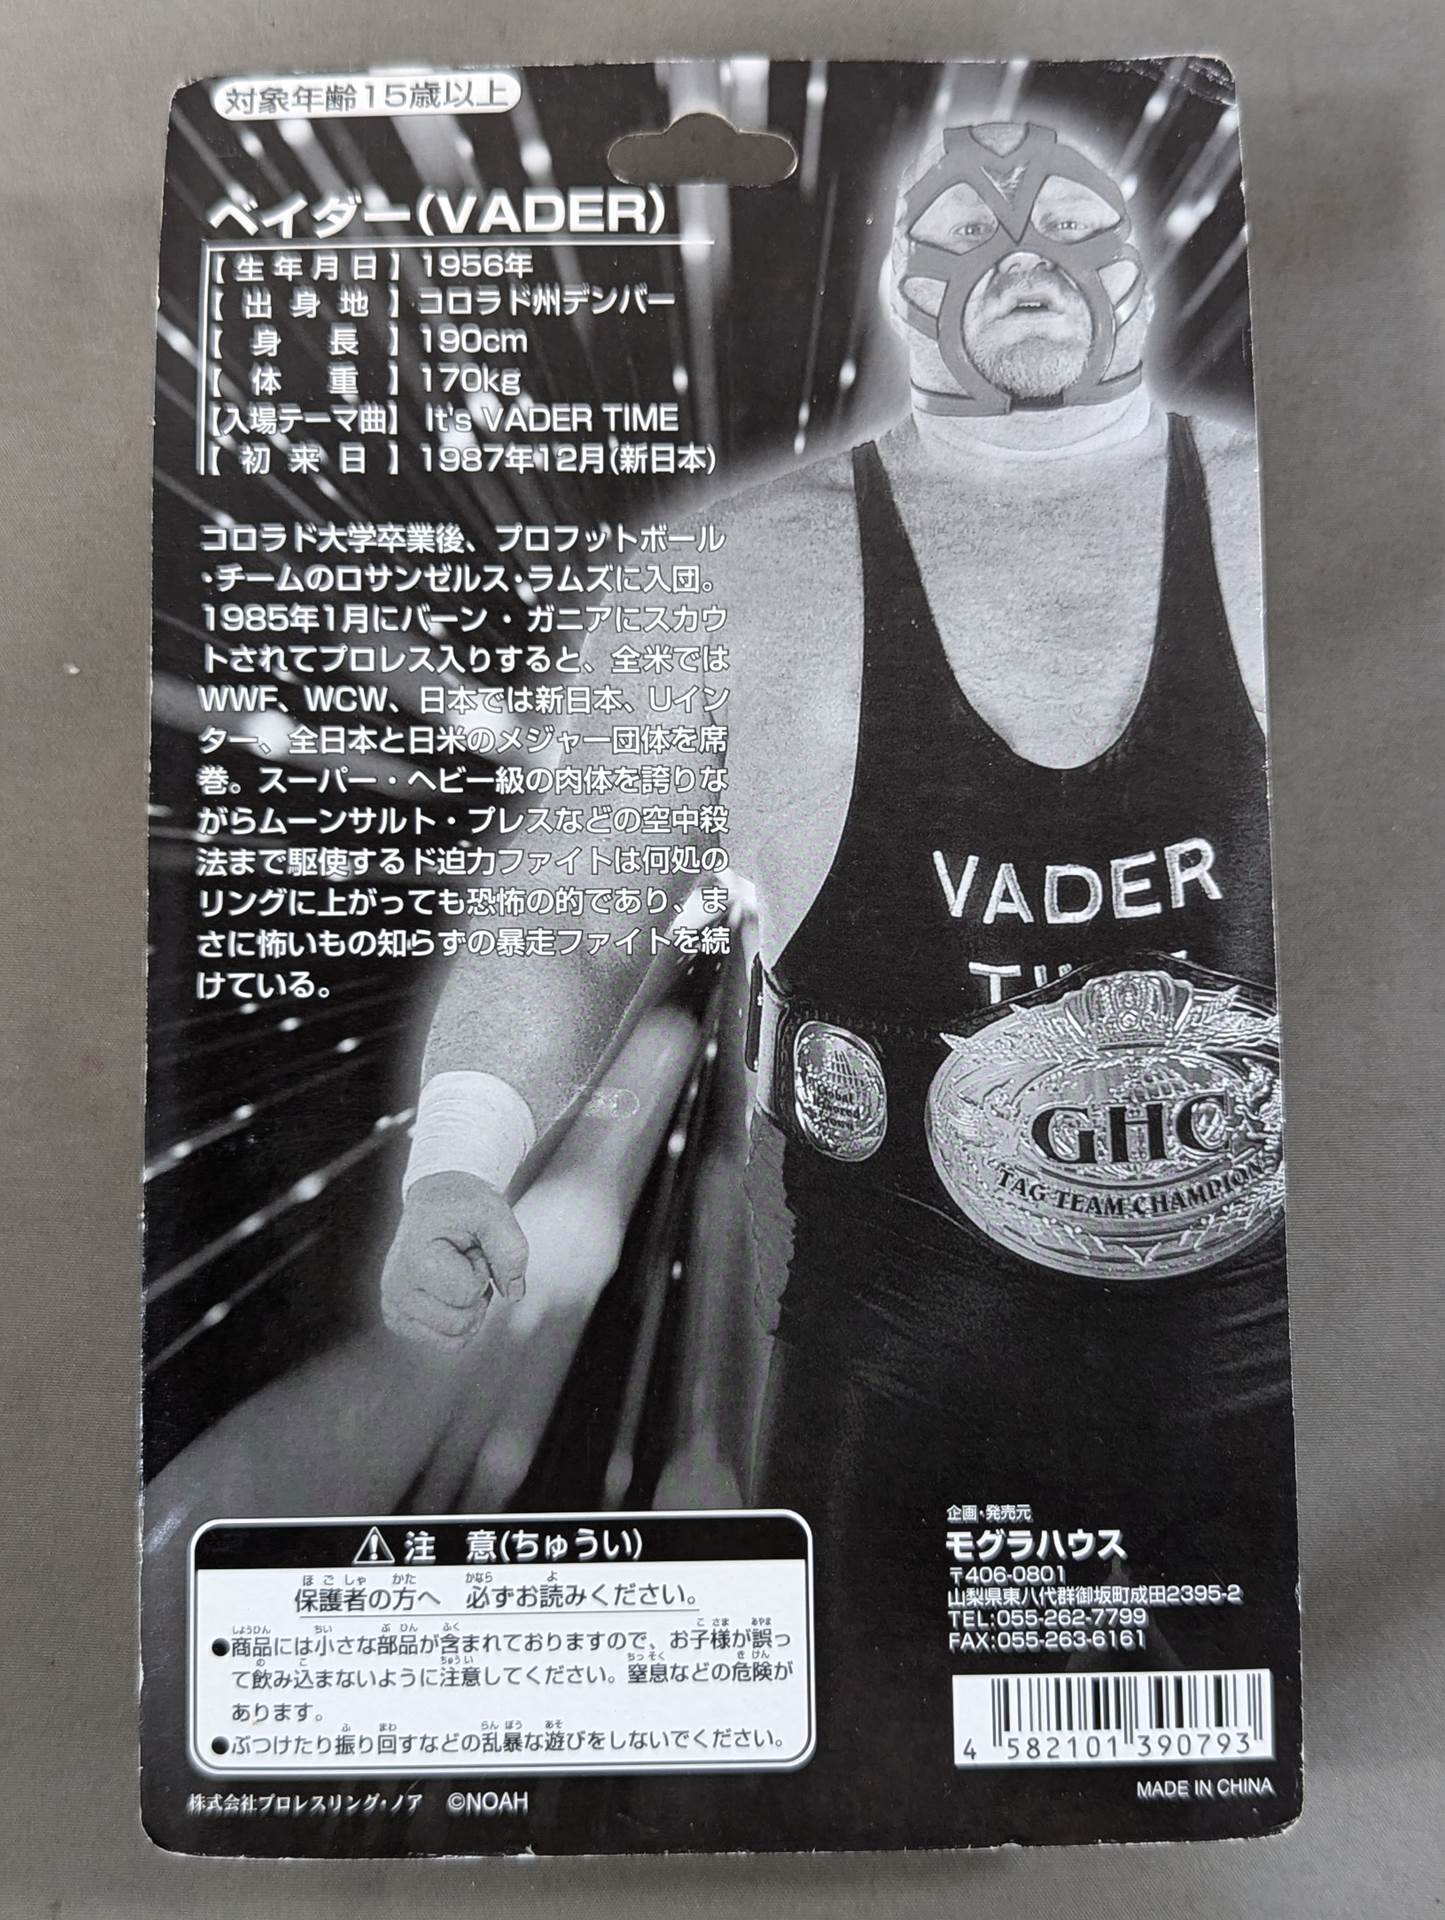 対象年齢15歳以上
ベイダー(VADER)
【生年月日】1956年
【出身地】コロラド州デンバー
【身長】190cm
【体重】170kg
【入場テーマ曲】It's VADER TIME
【初来日】1987年12月(新日本)
コロラド大学卒業後、プロフットボール
・チームのロサンゼルス・ラムズに入団。
1985年1月にバーン・ガニアにスカウ
トされてプロレス入りすると、全米では
WWF、WCW、日本では新日本、Uイン
ター、全日本と日米のメジャー団体を席
巻。スーパー・ヘビー級の肉体を誇りな
がらムーンサルト・プレスなどの空中殺
法まで駆使するド迫力ファイトは何処の
リングに上がっても恐怖の的であり、ま
さに怖いもの知らずの暴走ファイトを続
けている。
VADER
GHC
TAG TEAM CHAMPIONS
Global
Honored
Crown
注意(ちゅうい)
保護者の方へ 必ずお読みください。
●商品には小さな部品が含まれておりますので、お子様が誤っ
て飲み込まないように注意してください。窒息などの危険が
あります。
●ぶつけたり振り回すなどの乱暴な遊びをしないでください。
株式会社プロレスリング・ノア ©NOAH
企画・発売元
モグラハウス
〒406-0801
山梨県東八代群御坂町成田2395-2
TEL:055-262-7799
FAX:055-263-6161
4 582101 390793
MADE IN CHINA